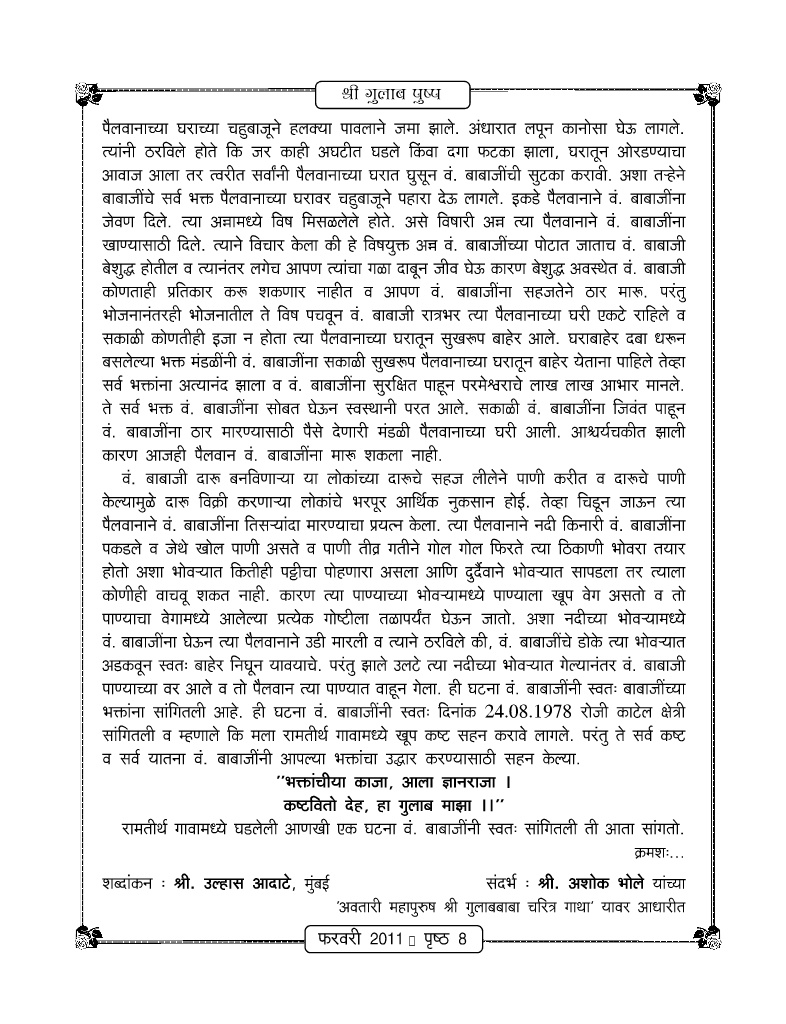 श्री गुलाब पुष्प
पैलवानाच्या घराच्या चहुबाजूने हलक्या पावलाने जमा झाले. अंधारात लपून कानोसा घेऊ लागले.
त्यांनी ठरविले होते कि जर काही अघटीत घडले किंवा दगा फटका झाला, घरातून ओरडण्याचा
आवाज आला तर त्वरीत सर्वांनी पैलवानाच्या घरात घुसून वं. बाबाजींची सुटका करावी. अशा तऱ्हेने
बाबाजींचे सर्व भक्त पैलवानाच्या घरावर चहुबाजूने पहारा देऊ लागले. इकडे पैलवानाने वं. बाबाजींना
जेवण दिले. त्या अन्नामध्ये विष मिसळलेले होते. असे विषारी अन्न त्या पैलवानाने वं. बाबाजींना
खाण्यासाठी दिले. त्याने विचार केला की हे विषयुक्त अन्न वं. बाबाजींच्या पोटात जाताच वं. बाबाजी
बेशुद्ध होतील व त्यानंतर लगेच आपण त्यांचा गळा दाबून जीव घेऊ कारण बेशुद्ध अवस्थेत वं. बाबाजी
कोणताही प्रतिकार करू शकणार नाहीत व आपण वं. बाबाजींना सहजतेने ठार मारू. परंतु
भोजनानंतरही भोजनातील ते विष पचवून वं. बाबाजी रात्रभर त्या पैलवानाच्या घरी एकटे राहिले व
सकाळी कोणतीही इजा न होता त्या पैलवानाच्या घरातून सुखरूप बाहेर आले. घराबाहेर दबा धरून
बसलेल्या भक्त मंडळींनी वं. बाबाजींना सकाळी सुखरूप पैलवानाच्या घरातून बाहेर येताना पाहिले तेव्हा
सर्व भक्तांना अत्यानंद झाला व वं. बाबाजींना सुरक्षित पाहून परमेश्वराचे लाख लाख आभार मानले.
ते सर्व भक्त वं. बाबाजींना सोबत घेऊन स्वस्थानी परत आले. सकाळी वं. बाबाजींना जिवंत पाहून
वं. बाबाजींना ठार मारण्यासाठी पैसे देणारी मंडळी पैलवानाच्या घरी आली. आश्चर्यचकीत झाली
कारण आजही पैलवान वं. बाबाजींना मारू शकला नाही.
वं. बाबाजी दारू बनविणाऱ्या या लोकांच्या दारूचे सहज लीलेने पाणी करीत व दारूचे पाणी
केल्यामुळे दारू विक्री करणाऱ्या लोकांचे भरपूर आर्थिक नुकसान होई. तेव्हा चिडून जाऊन त्या
पैलवानाने वं. बाबाजींना तिसऱ्यांदा मारण्याचा प्रयत्न केला. त्या पैलवानाने नदी किनारी वं. बाबाजींना
पकडले व जेथे खोल पाणी असते व पाणी तीव्र गतीने गोल गोल फिरते त्या ठिकाणी भोवरा तयार
होतो अशा भोवऱ्यात कितीही पट्टीचा पोहणारा असला आणि दुर्दैवाने भोवऱ्यात सापडला तर त्याला
कोणीही वाचवू शकत नाही. कारण त्या पाण्याच्या भोवऱ्यामध्ये पाण्याला खूप वेग असतो व तो
पाण्याचा वेगामध्ये आलेल्या प्रत्येक गोष्टीला तळापर्यंत घेऊन जातो. अशा नदीच्या भोवऱ्यामध्ये
वं. बाबाजींना घेऊन त्या पैलवानाने उडी मारली व त्याने ठरविले की, वं. बाबाजींचे डोके त्या भोवऱ्यात
अडकवून स्वतः बाहेर निघून यावयाचे. परंतु झाले उलटे त्या नदीच्या भोवऱ्यात गेल्यानंतर वं. बाबाजी
पाण्याच्या वर आले व तो पैलवान त्या पाण्यात वाहून गेला. ही घटना वं. बाबाजींनी स्वतः बाबाजींच्या
भक्तांना सांगितली आहे. ही घटना वं. बाबाजींनी स्वतः दिनांक 24.08.1978 रोजी काटेल क्षेत्री
सांगितली व म्हणाले कि मला रामतीर्थ गावामध्ये खूप कष्ट सहन करावे लागले. परंतु ते सर्व कष्ट
व सर्व यातना वं. बाबाजींनी आपल्या भक्तांचा उद्धार करण्यासाठी सहन केल्या.
"भक्तांचीया काजा, आला ज्ञानराजा ।
कष्टवितो देह, हा गुलाब माझा ।।"
रामतीर्थ गावामध्ये घडलेली आणखी एक घटना वं. बाबाजींनी स्वतः सांगितली ती आता सांगतो.
क्रमशः...
शब्दांकन : श्री. उल्हास आदाटे, मुंबई संदर्भ : श्री. अशोक भोले यांच्या
'अवतारी महापुरुष श्री गुलाबबाबा चरित्र गाथा' यावर आधारीत
फरवरी 2011 □ पृष्ठ 8